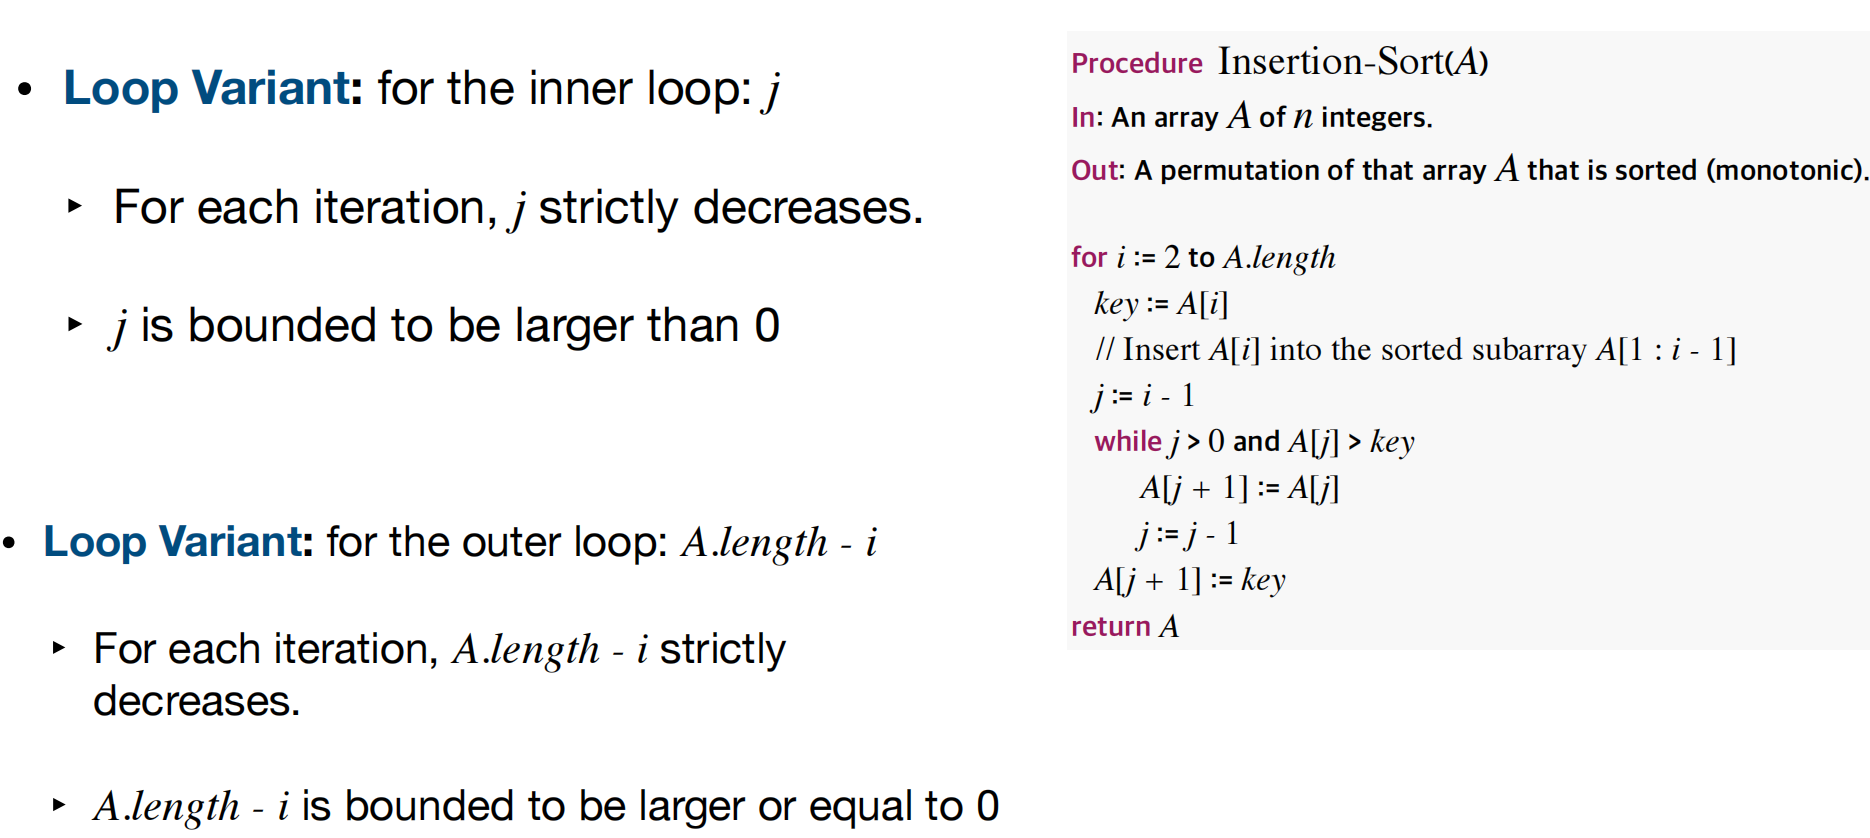 • Loop Variant: for the inner loop: j
▸ For each iteration, j strictly decreases.
▸ j is bounded to be larger than 0
• Loop Variant: for the outer loop: A.length - i
▸ For each iteration, A.length - i strictly
decreases.
▸ A.length - i is bounded to be larger or equal to 0
Procedure Insertion-Sort(A)
In: An array A of n integers.
Out: A permutation of that array A that is sorted (monotonic).
for i := 2 to A.length
key := A[i]
// Insert A[i] into the sorted subarray A[1 : i - 1]
j := i - 1
while j > 0 and A[j] > key
A[j + 1] := A[j]
j := j - 1
A[j + 1] := key
return A